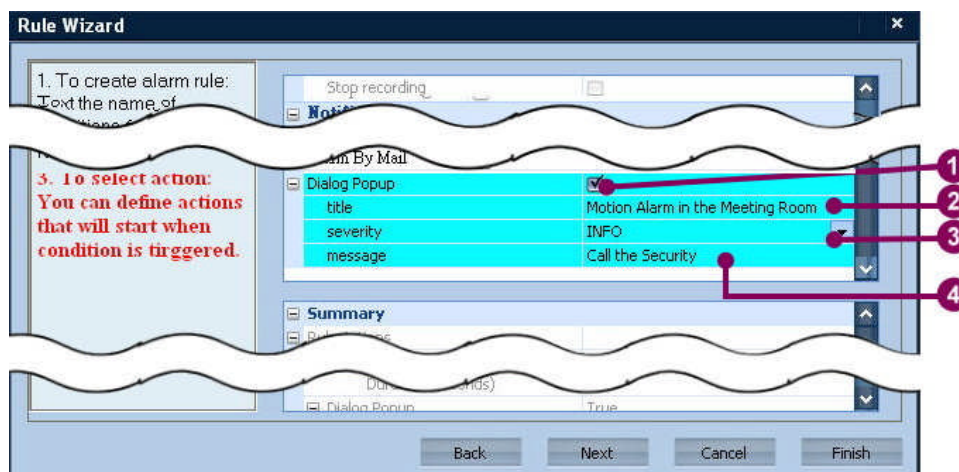 Rule Wizard
1. To create alarm rule:
Text the name of
3. To select action:
You can define actions
that will start when
condition is tirggered.
Stop recording
By Mail
Dialog Popup
title Motion Alarm in the Meeting Room
severity INFO
message Call the Security
Summary
Dialog Popup True
1
2
3
4
Back Next Cancel Finish